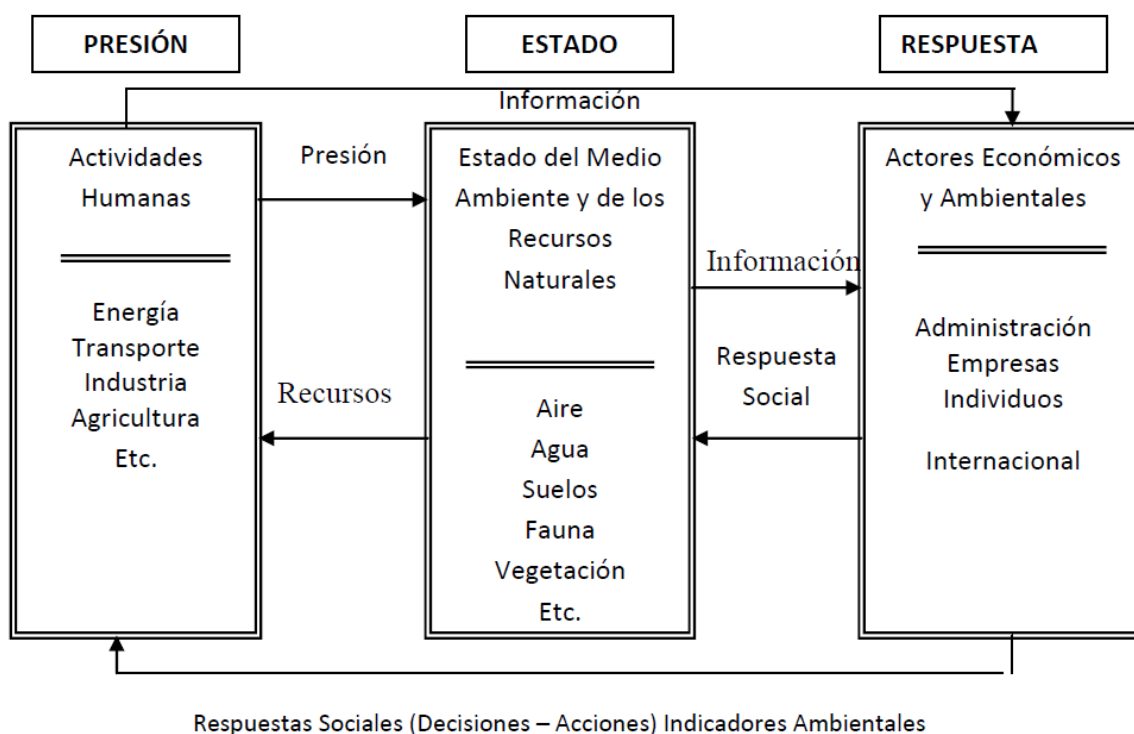 PRESIÓN
ESTADO
RESPUESTA
Información
Actividades
Humanas
Energía
Transporte
Industria
Agricultura
Etc.
Presión
Recursos
Estado del Medio
Ambiente y de los
Recursos
Naturales
Aire
Agua
Suelos
Fauna
Vegetación
Etc.
Información
Respuesta
Social
Actores Económicos
y Ambientales
Administración
Empresas
Individuos
Internacional
Respuestas Sociales (Decisiones – Acciones) Indicadores Ambientales